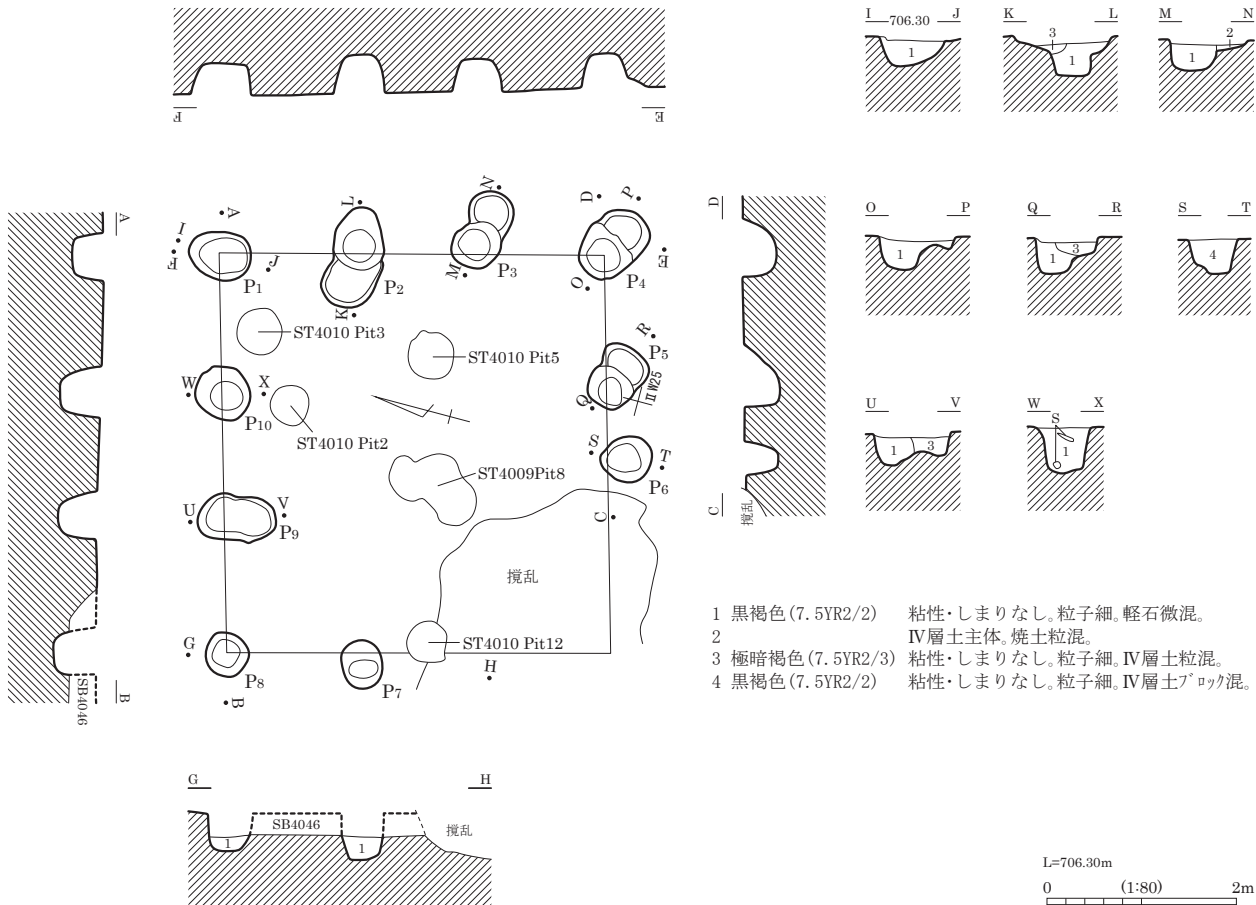 F E
I 706.30 J
1
K L
3
1
M N
2
1
A
B
SB4046
I
A
F
J
P1
L
K
P2
N
M
P3
D
P
O
P4
E
ST4010 Pit3
ST4010 Pit5
W
X
P10
ST4010 Pit2
R
P5
Q
ⅡW25
S
T
P6
C
ST4009Pit8
U
V
P9
撹乱
G
P8
B
P7
ST4010 Pit12
H
D
C
撹乱
O P
1
Q R
1
3
S T
4
U V
1 3
W X
S
1
1 黒褐色(7.5YR2/2) 粘性・しまりなし。粒子細。軽石微混。
2 Ⅳ層土主体。焼土粒混。
3 極暗褐色(7.5YR2/3) 粘性・しまりなし。粒子細。Ⅳ層土粒混。
4 黒褐色(7.5YR2/2) 粘性・しまりなし。粒子細。Ⅳ層土ブロック混。
G H
SB4046
撹乱
1 1
L=706.30m
0 (1:80) 2m